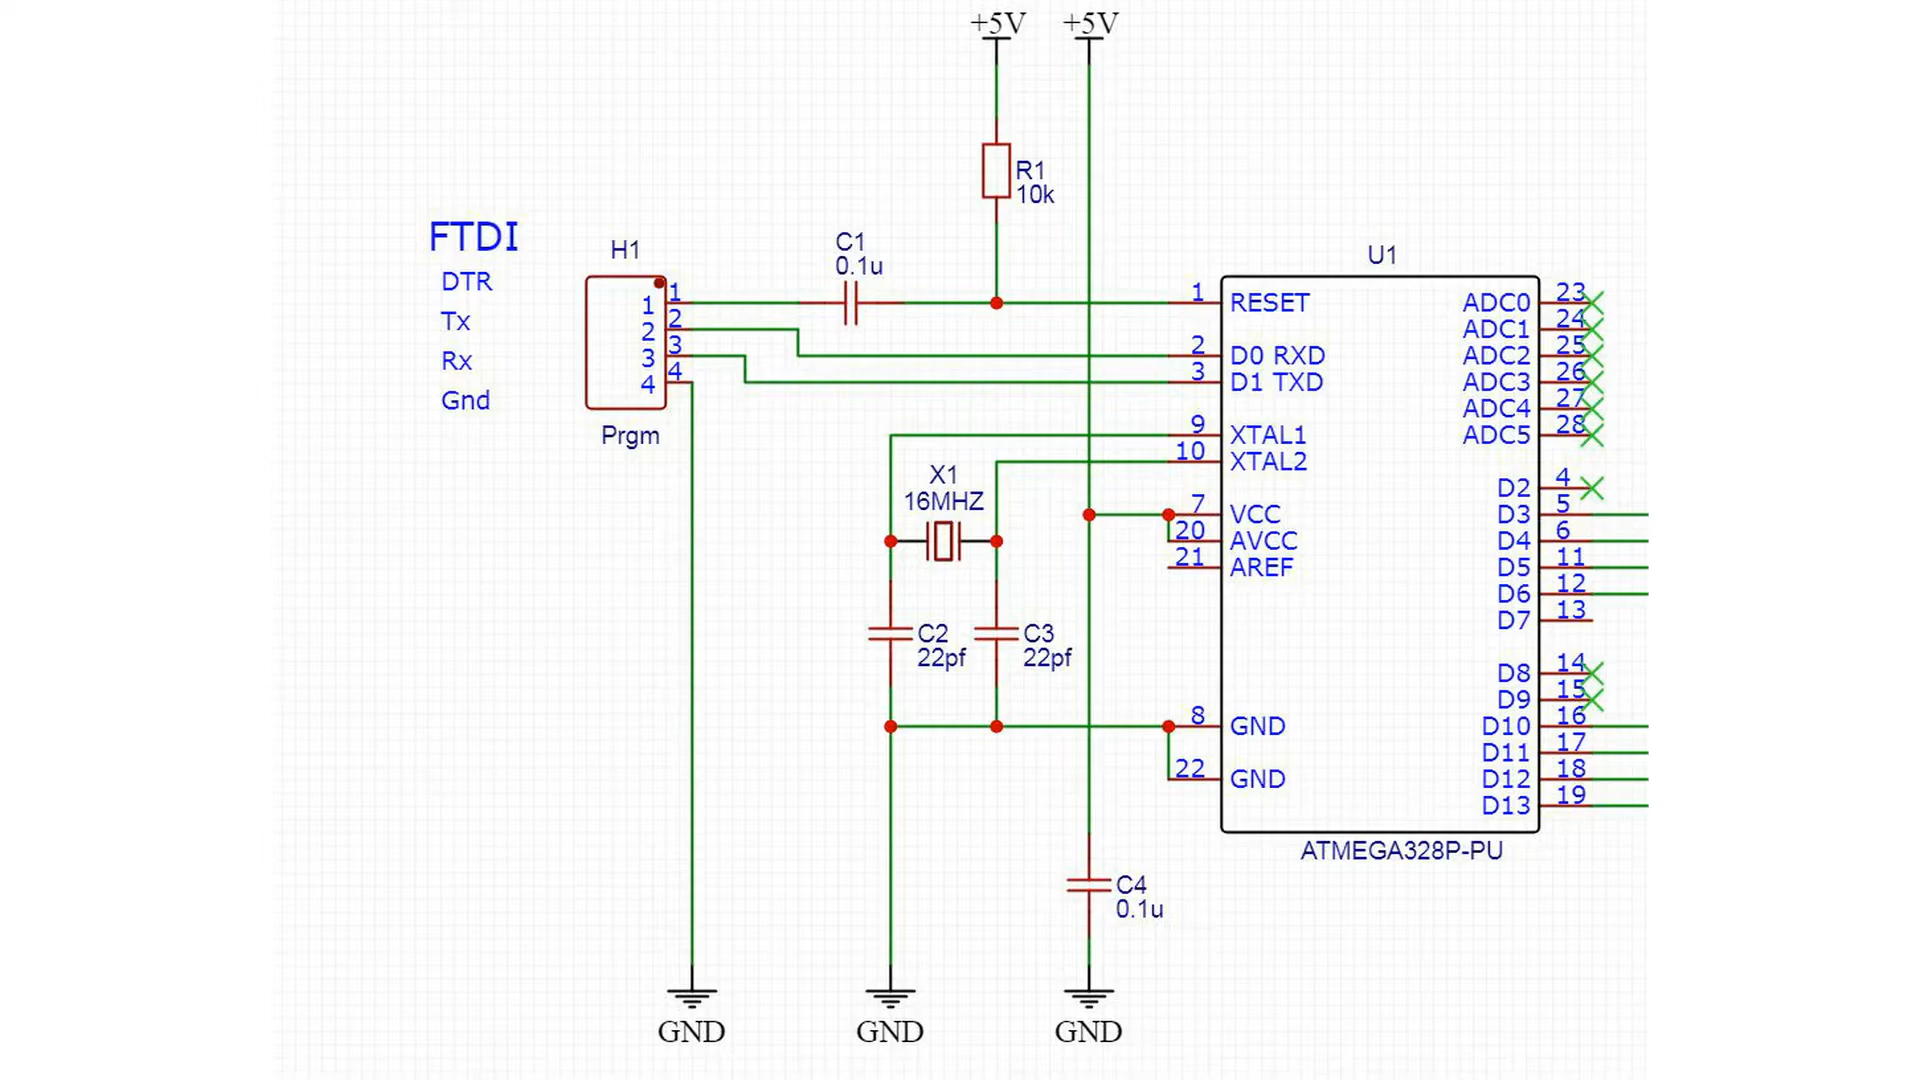 +5V +5V
R1
10k
FTDI
DTR
Tx
Rx
Gnd
H1
1 1
2 2
3 3
4 4
Prgm
C1
0.1u
X1
16MHZ
C2
22pf
C3
22pf
C4
0.1u
GND GND GND
U1
1 RESET
2 D0 RXD
3 D1 TXD
9 XTAL1
10 XTAL2
7 VCC
20 AVCC
21 AREF
8 GND
22 GND
ADC0 23
ADC1 24
ADC2 25
ADC3 26
ADC4 27
ADC5 28
D2 4
D3 5
D4 6
D5 11
D6 12
D7 13
D8 14
D9 15
D10 16
D11 17
D12 18
D13 19
ATMEGA328P-PU